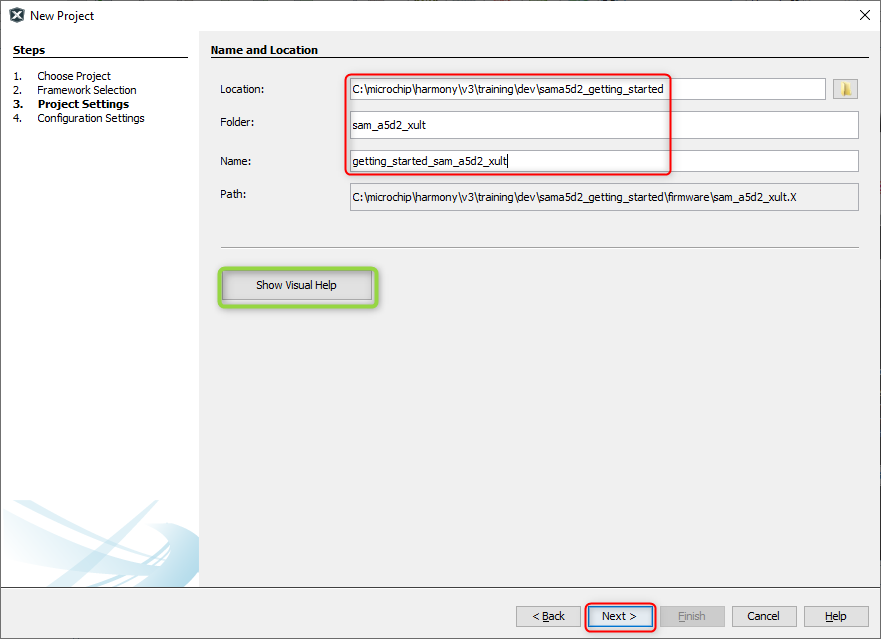 New Project
Steps
1. Choose Project
2. Framework Selection
3. Project Settings
4. Configuration Settings
Name and Location
Location: C:\microchip\harmony\v3\training\dev\sama5d2_getting_started
Folder: sam_a5d2_xult
Name: getting_started_sam_a5d2_xult
Path: C:\microchip\harmony\v3\training\dev\sama5d2_getting_started\firmware\sam_a5d2_xult.X
Show Visual Help
< Back Next > Finish Cancel Help